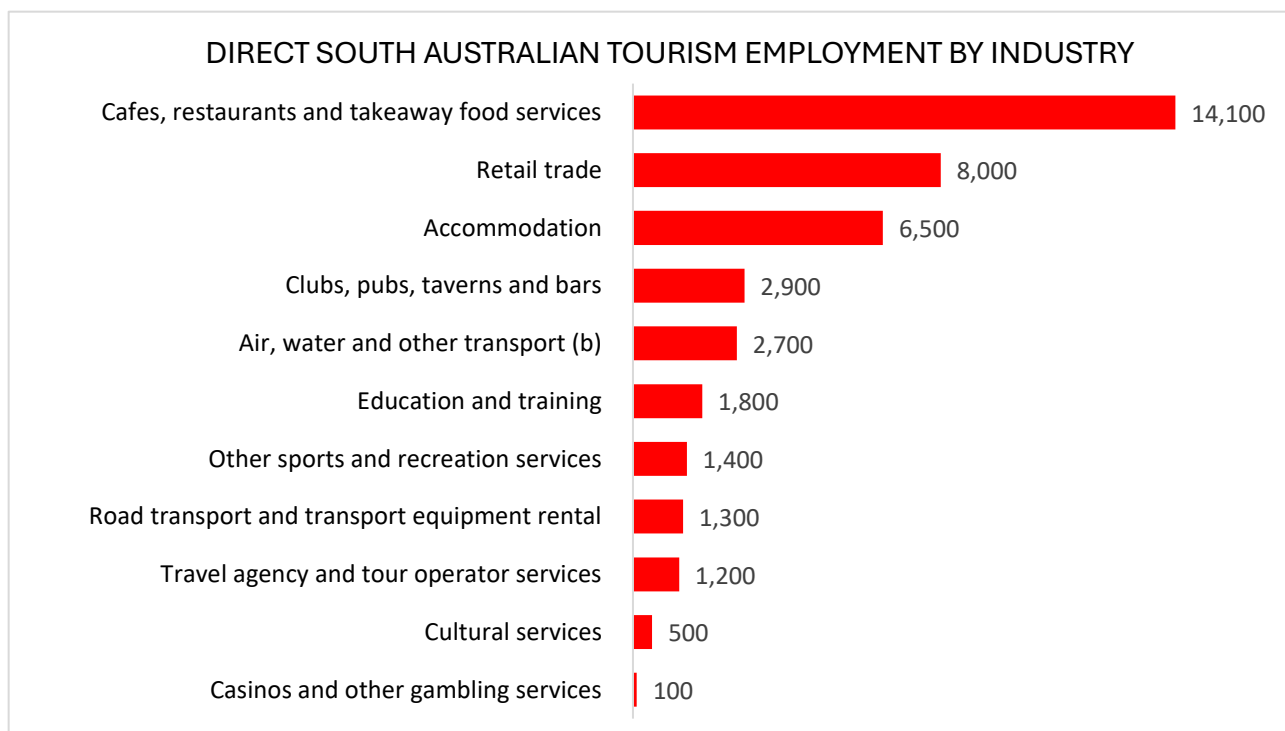 DIRECT SOUTH AUSTRALIAN TOURISM EMPLOYMENT BY INDUSTRY
Cafes, restaurants and takeaway food services 14,100
Retail trade 8,000
Accommodation 6,500
Clubs, pubs, taverns and bars 2,900
Air, water and other transport (b) 2,700
Education and training 1,800
Other sports and recreation services 1,400
Road transport and transport equipment rental 1,300
Travel agency and tour operator services 1,200
Cultural services 500
Casinos and other gambling services 100